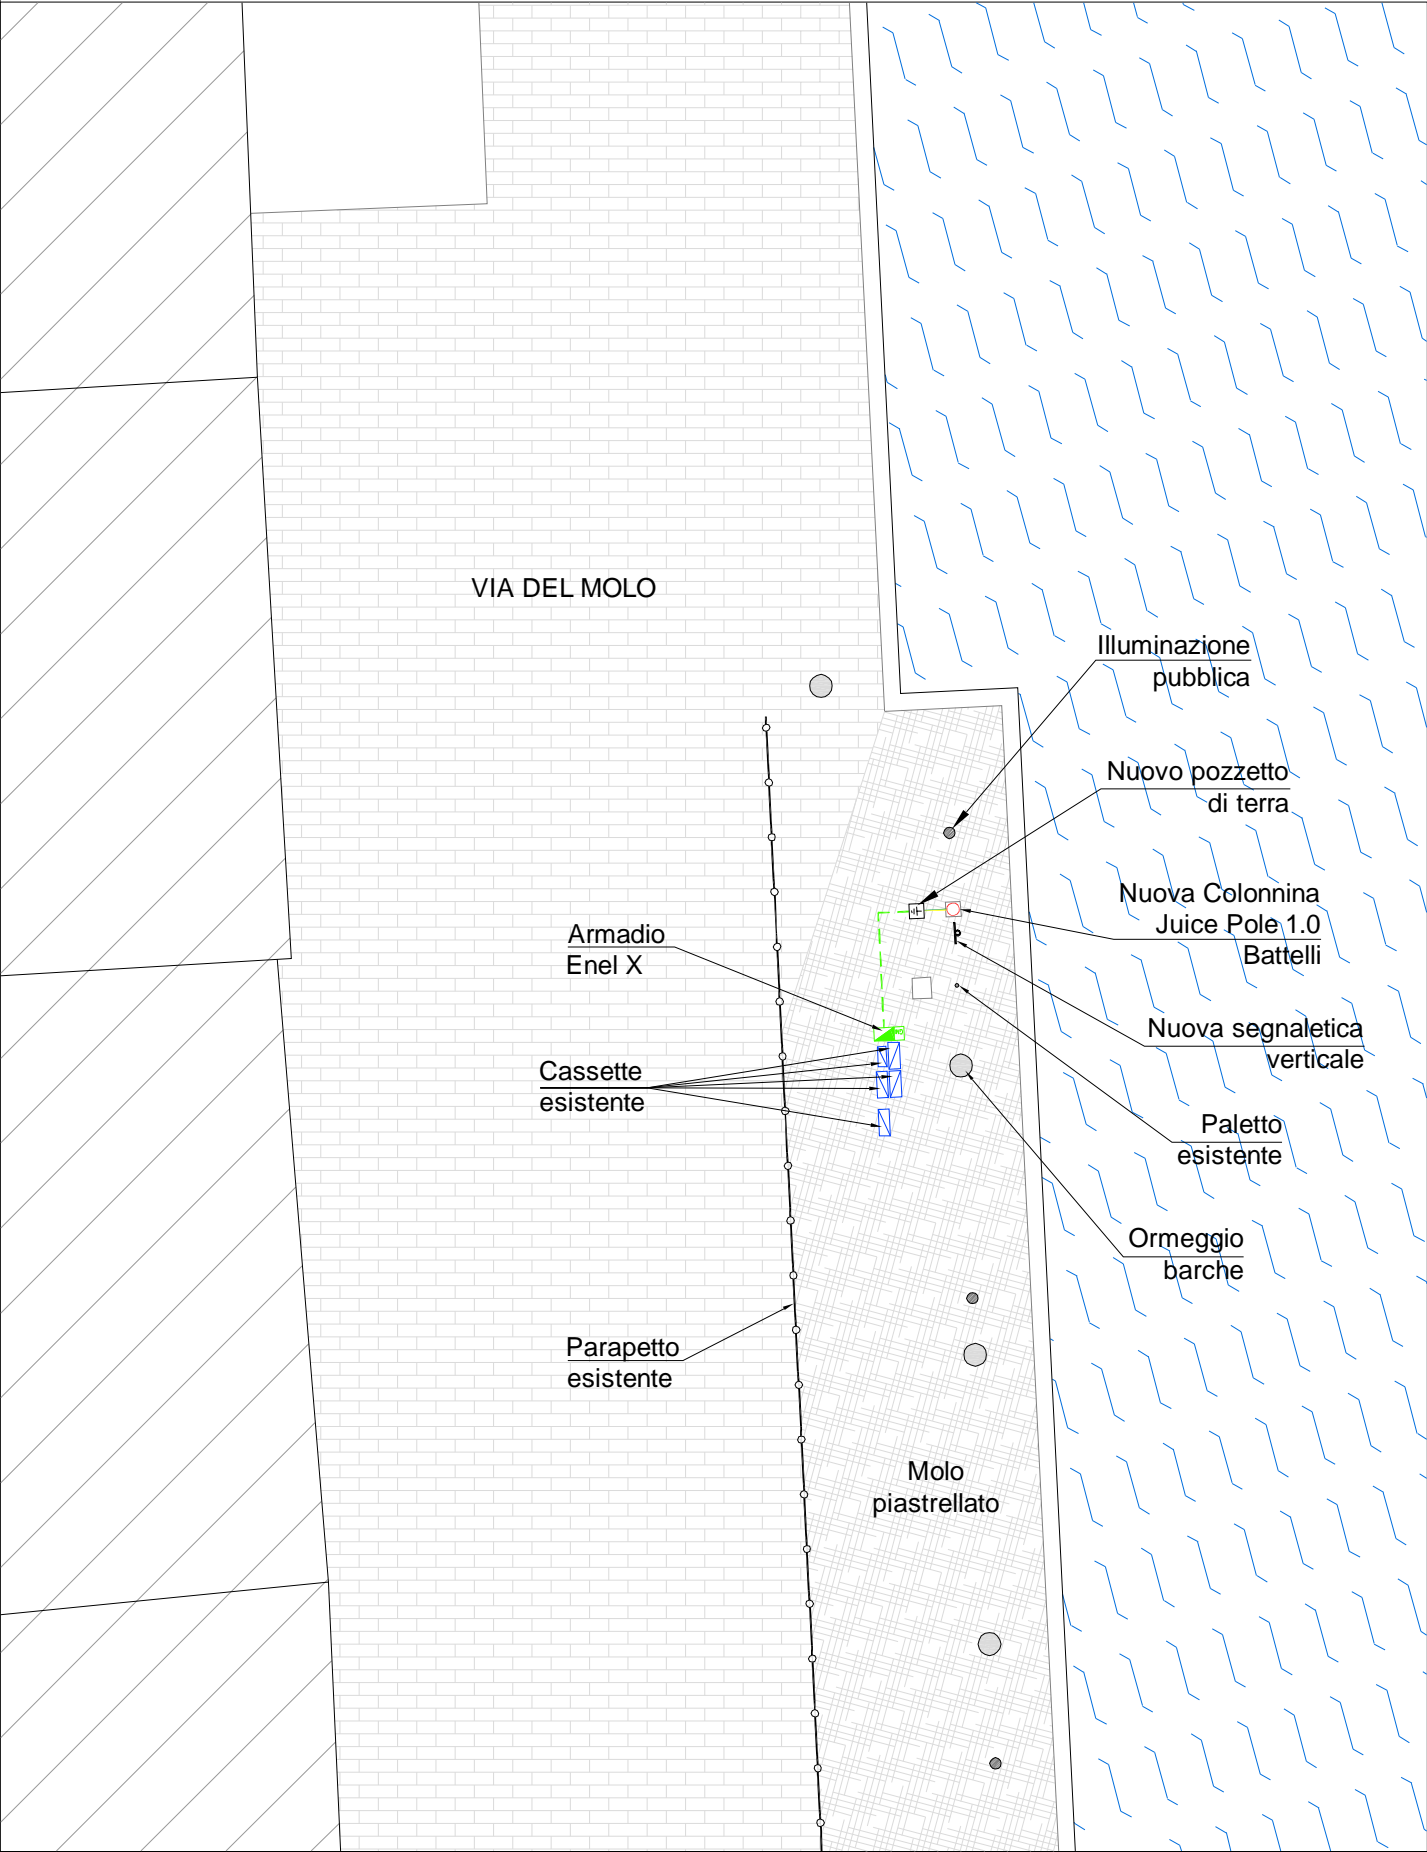 VIA DEL MOLO
Illuminazione
pubblica
Nuovo pozzetto
di terra
Nuova Colonnina
Juice Pole 1.0
Battelli
Armadio
Enel X
Nuova segnaletica
verticale
Cassette
esistente
Paletto
esistente
Ormeggio
barche
Parapetto
esistente
Molo
piastrellato